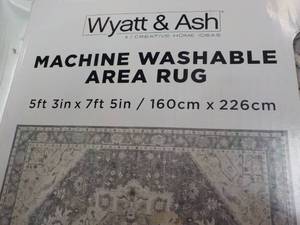 Wyatt & Ash
CREATIVE HOME IDEAS
MACHINE WASHABLE
AREA RUG
5ft 3in x 7ft 5in / 160cm x 226cm